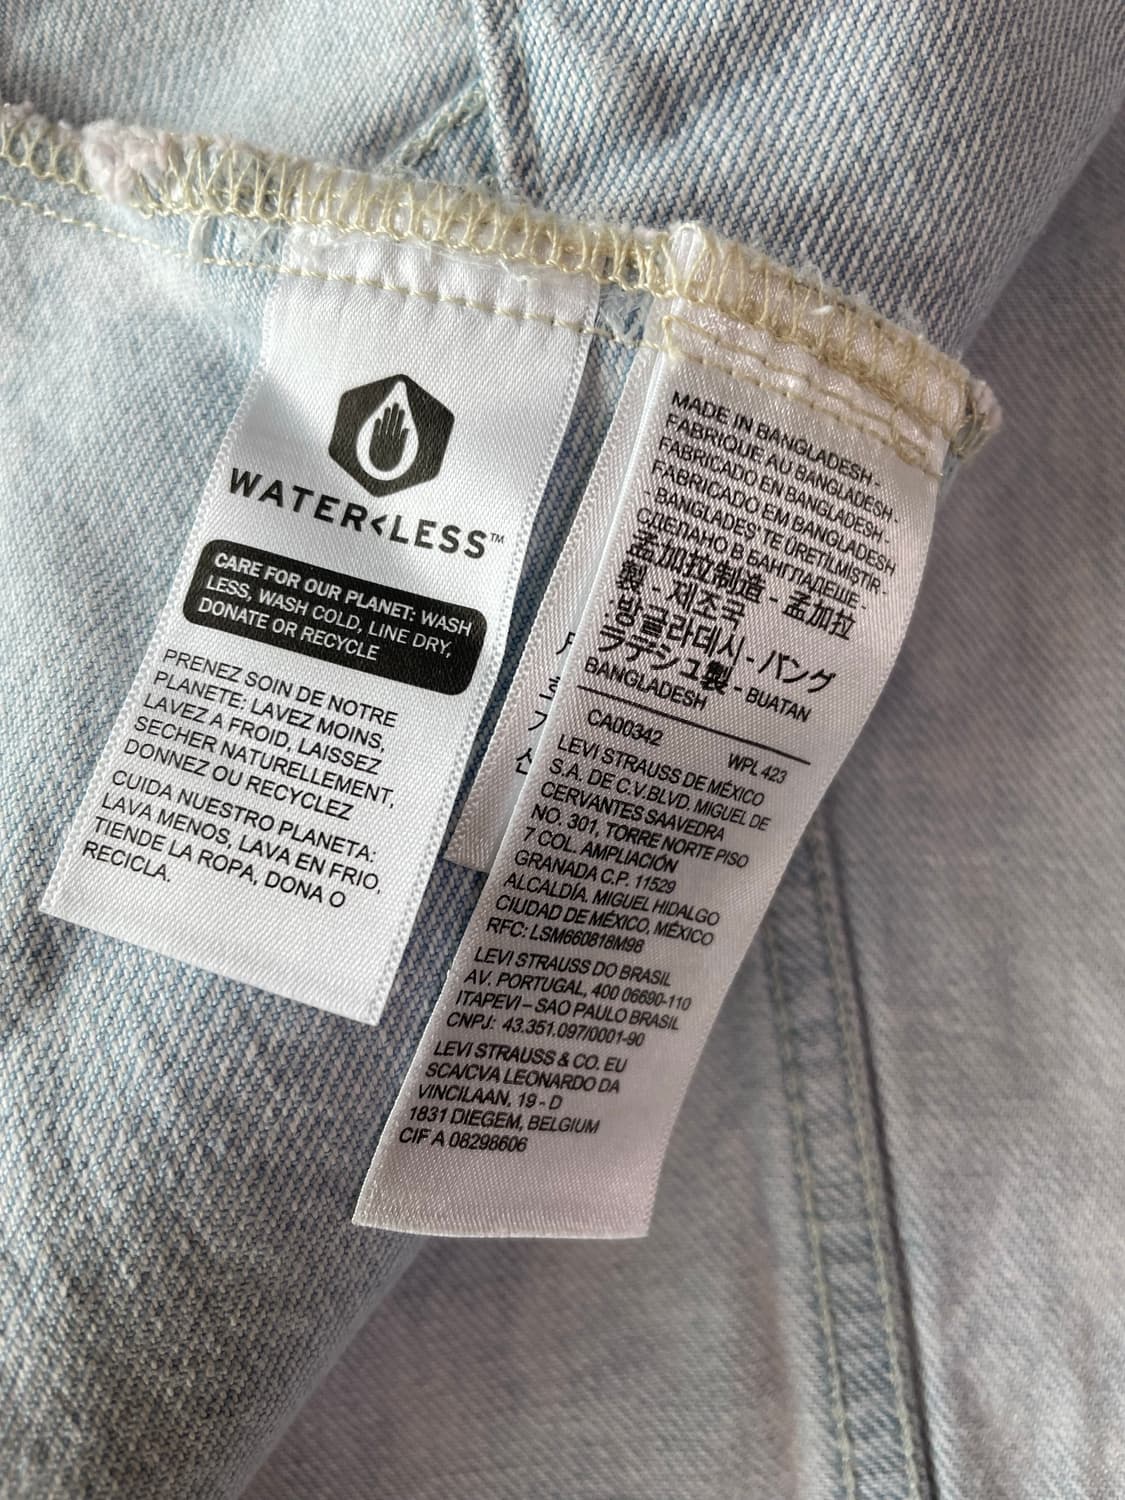 WATER<LESS™
CARE FOR OUR PLANET: WASH
LESS, WASH COLD, LINE DRY,
DONATE OR RECYCLE
PRENEZ SOIN DE NOTRE
PLANETE: LAVEZ MOINS,
LAVEZ A FROID, LAISSEZ
SECHER NATURELLEMENT,
DONNEZ OU RECYCLEZ
CUIDA NUESTRO PLANETA:
LAVA MENOS, LAVA EN FRIO,
TIENDE LA ROPA, DONA O
RECICLA.
MADE IN BANGLADESH -
FABRIQUE AU BANGLADESH -
FABRICADO EN BANGLADESH -
FABRICADO EM BANGLADESH
- BANGLADEŞ'TE ÜRETİLMİŞTİR -
СДЕЛАНО В БАНГЛАДЕШЕ -
孟加拉制造 - 孟加拉
製 - 제조국
:방글라데시 - バング
ラデシュ製 - BUATAN
BANGLADESH
CA00342 WPL 423
LEVI STRAUSS DE MÉXICO
S.A. DE C.V.BLVD. MIGUEL DE
CERVANTES SAAVEDRA
NO. 301, TORRE NORTE PISO
7 COL. AMPLIACIÓN
GRANADA C.P. 11529
ALCALDÍA. MIGUEL HIDALGO
CIUDAD DE MÉXICO, MÉXICO
RFC: LSM660818M98
LEVI STRAUSS DO BRASIL
AV. PORTUGAL, 400 06690-110
ITAPEVI – SAO PAULO BRASIL
CNPJ: 43.351.097/0001-90
LEVI STRAUSS & CO. EU
SCA/CVA LEONARDO DA
VINCILAAN, 19 - D
1831 DIEGEM, BELGIUM
CIF A 08298606